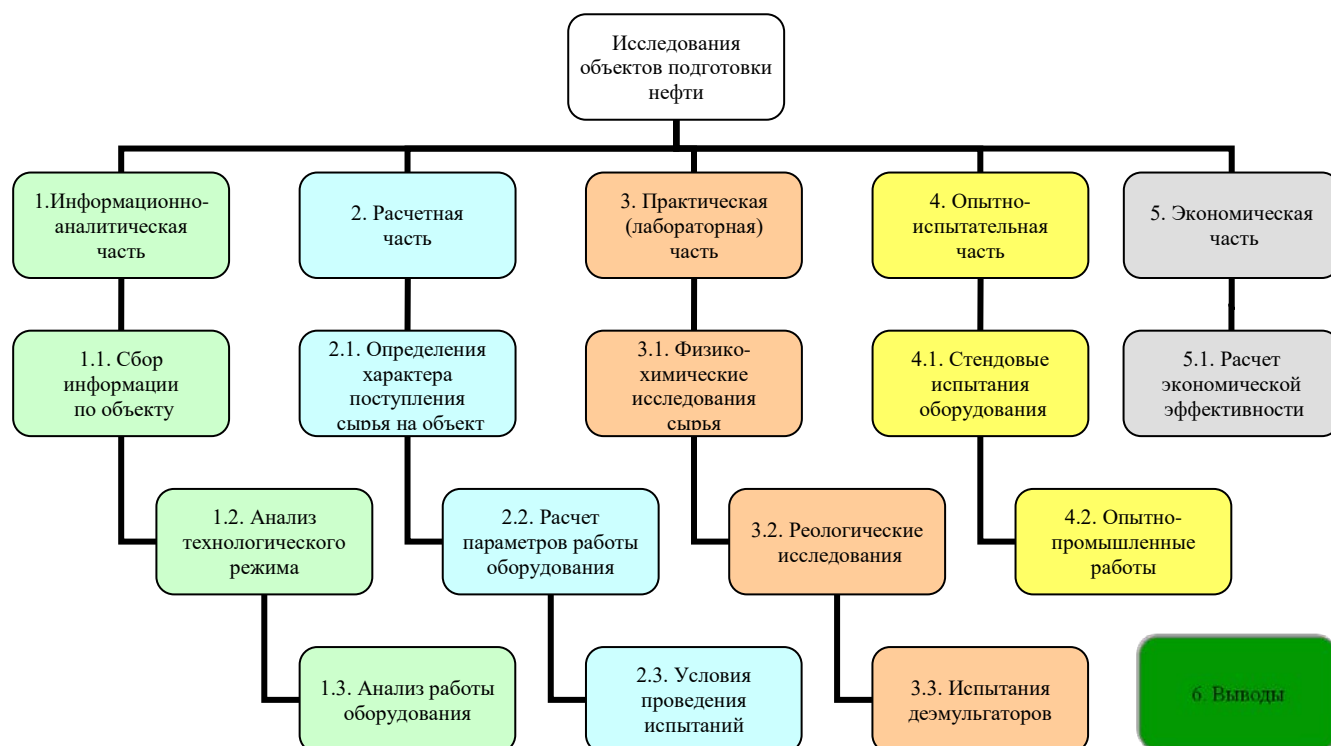 Исследования
объектов подготовки
нефти
1.Информационно-
аналитическая
часть
2. Расчетная
часть
3. Практическая
(лабораторная)
часть
4. Опытно-
испытательная
часть
5. Экономическая
часть
1.1. Сбор
информации
по объекту
2.1. Определения
характера
поступления
сырья на объект
3.1. Физико-
химические
исследования
сырья
4.1. Стендовые
испытания
оборудования
5.1. Расчет
экономической
эффективности
1.2. Анализ
технологического
режима
2.2. Расчет
параметров работы
оборудования
3.2. Реологические
исследования
4.2. Опытно-
промышленные
работы
1.3. Анализ работы
оборудования
2.3. Условия
проведения
испытаний
3.3. Испытания
деэмульгаторов
6. Выводы